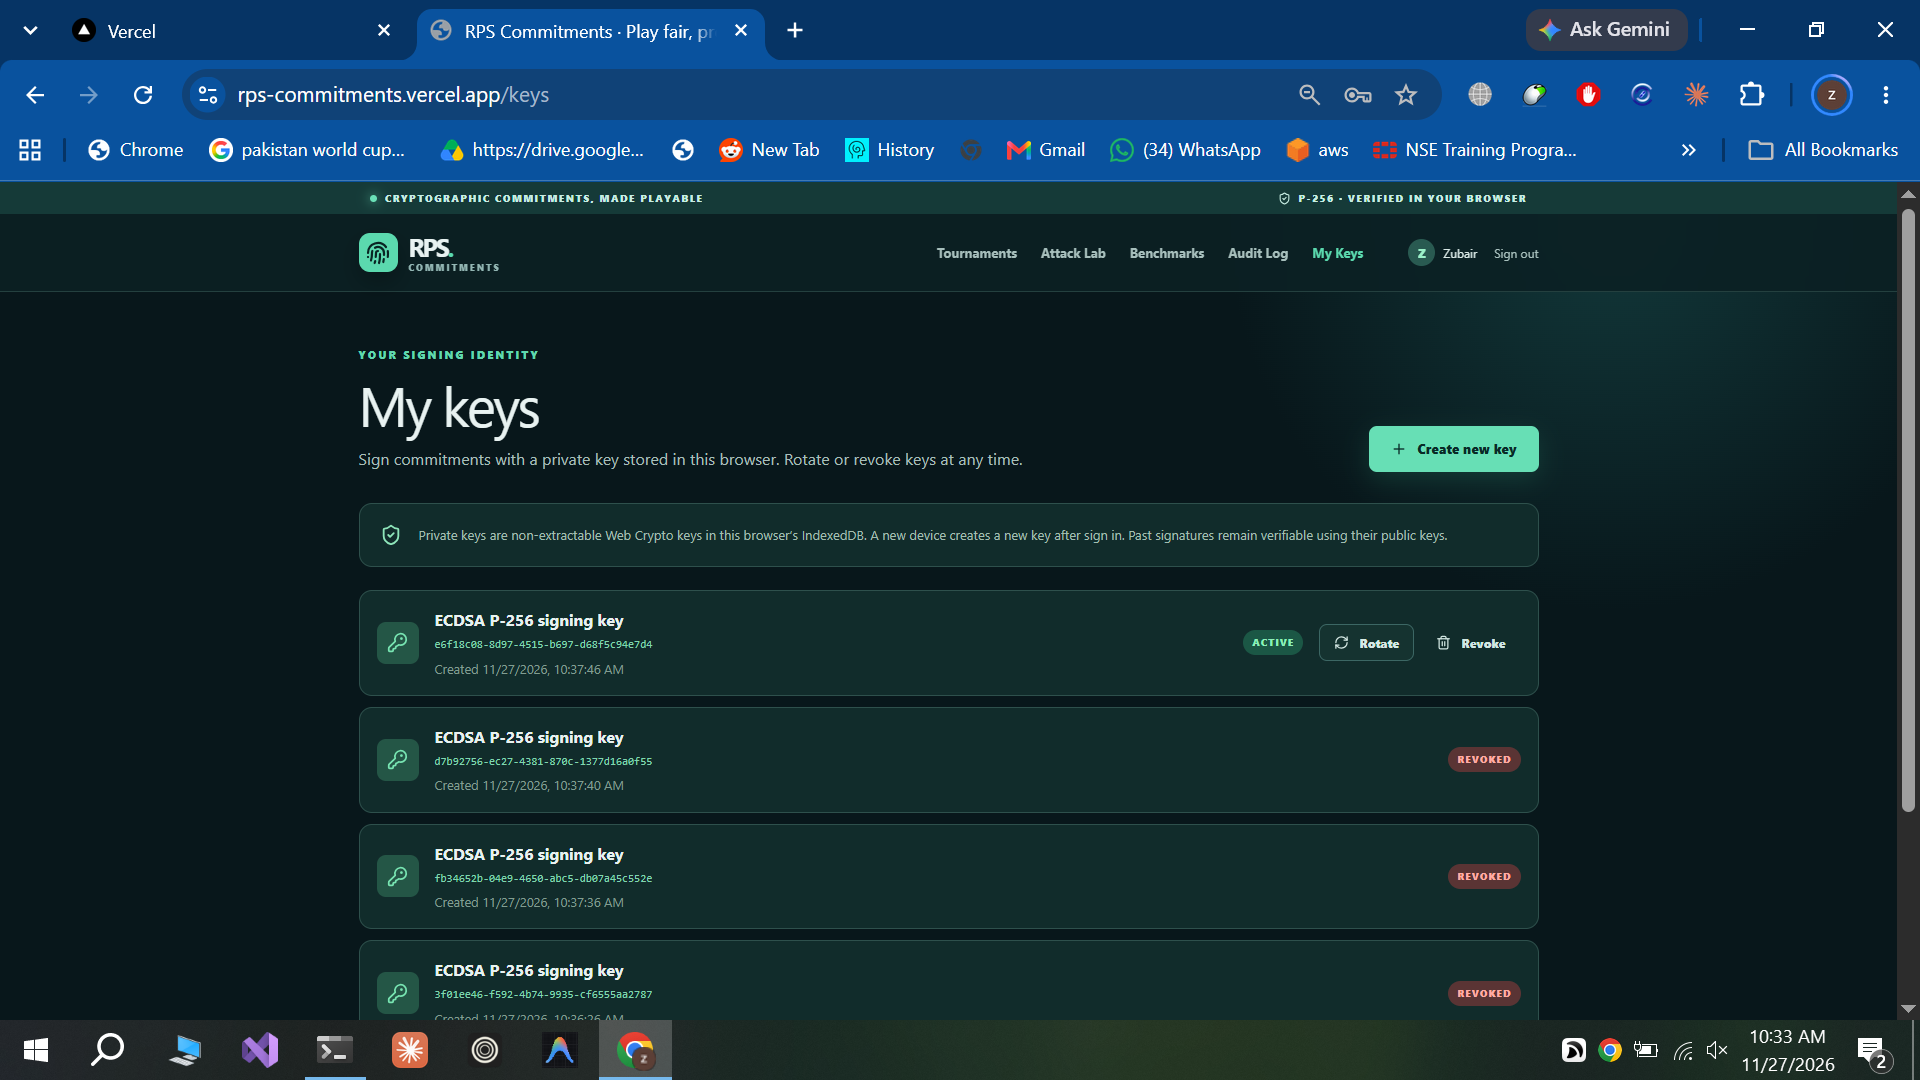 Vercel
RPS Commitments · Play fair, pr
Ask Gemini
rps-commitments.vercel.app/keys
Z
Chrome
pakistan world cup...
https://drive.google...
New Tab
History
Gmail
(34) WhatsApp
aws
NSE Training Progra...
All Bookmarks
CRYPTOGRAPHIC COMMITMENTS, MADE PLAYABLE
P-256 · VERIFIED IN YOUR BROWSER
RPS.
COMMITMENTS
Tournaments
Attack Lab
Benchmarks
Audit Log
My Keys
Z
Zubair
Sign out
YOUR SIGNING IDENTITY
My keys
Sign commitments with a private key stored in this browser. Rotate or revoke keys at any time.
Create new key
Private keys are non-extractable Web Crypto keys in this browser's IndexedDB. A new device creates a new key after sign in. Past signatures remain verifiable using their public keys.
ECDSA P-256 signing key
e6f18c08-8d97-4515-b697-d68f5c94e7d4
Created 11/27/2026, 10:37:46 AM
ACTIVE
Rotate
Revoke
ECDSA P-256 signing key
d7b92756-ec27-4381-870c-1377d16a0f55
Created 11/27/2026, 10:37:40 AM
REVOKED
ECDSA P-256 signing key
fb34652b-04e9-4650-abc5-db07a45c552e
Created 11/27/2026, 10:37:36 AM
REVOKED
ECDSA P-256 signing key
3f01ee46-f592-4b74-9935-cf6555aa2787
Created 11/27/2026, 10:36:26 AM
REVOKED
Z
10:33 AM
11/27/2026
2